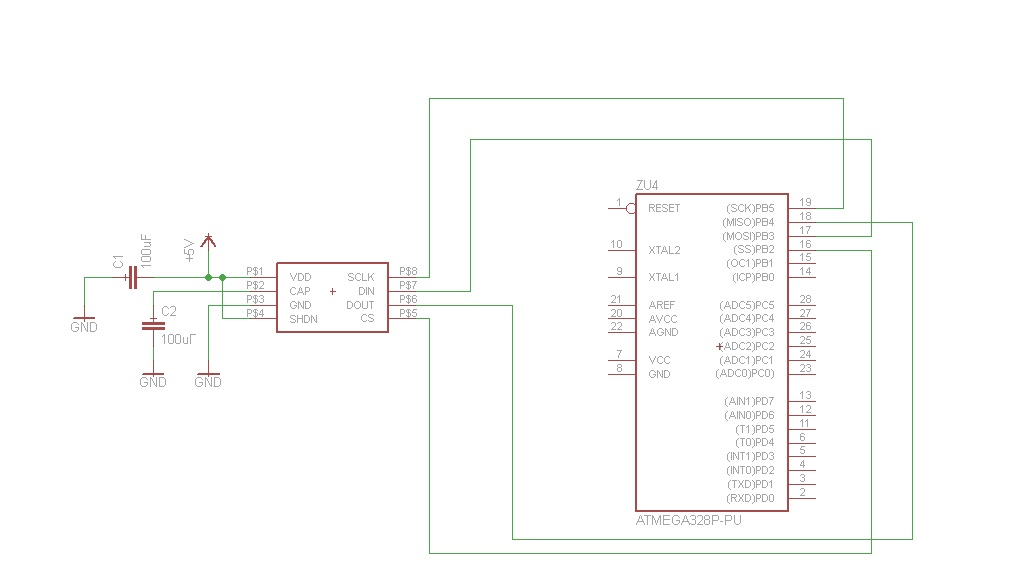 C1
100uF
+5V
GND
C2
100uF
GND
GND
P$1 VDD SCLK P$8
P$2 CAP DIN P$7
P$3 GND DOUT P$6
P$4 SHDN CS P$5
ZU4
1 RESET (SCK)PB5 19
(MISO)PB4 18
(MOSI)PB3 17
10 XTAL2 (SS)PB2 16
(OC1)PB1 15
9 XTAL1 (ICP)PB0 14
21 AREF (ADC5)PC5 28
20 AVCC (ADC4)PC4 27
22 AGND (ADC3)PC3 26
(ADC2)PC2 25
7 VCC (ADC1)PC1 24
8 GND (ADC0)PC0) 23
(AIN1)PD7 13
(AIN0)PD6 12
(T1)PD5 11
(T0)PD4 6
(INT1)PD3 5
(INT0)PD2 4
(TXD)PD1 3
(RXD)PD0 2
ATMEGA328P-PU